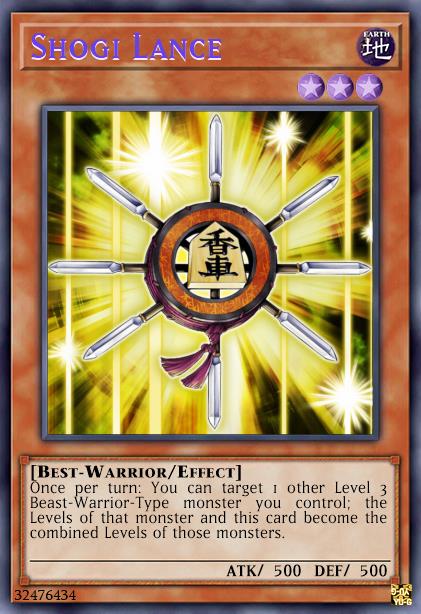 Shogi Lance
EARTH
地
香
車
[Best-Warrior/Effect]
Once per turn: You can target 1 other Level 3
Beast-Warrior-Type monster you control; the
Levels of that monster and this card become the
combined Levels of those monsters.
ATK/ 500 DEF/ 500
32476434